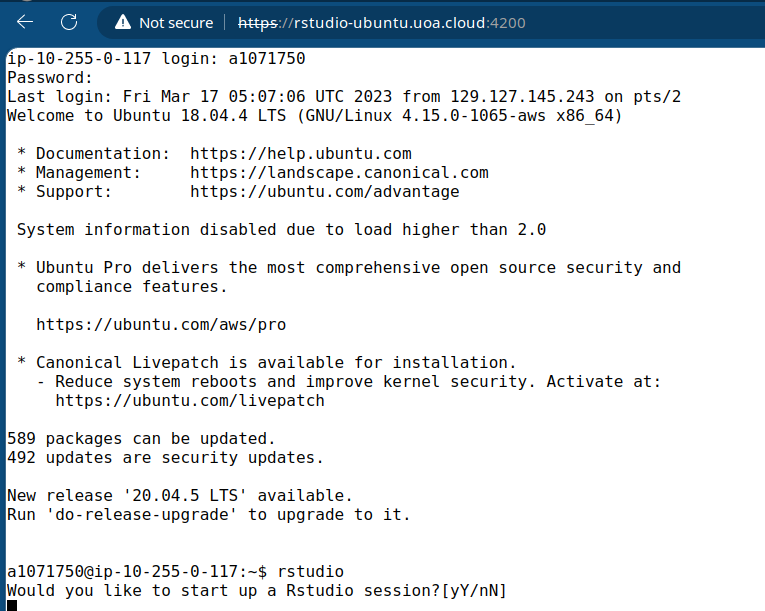 Not secure https://rstudio-ubuntu.uoa.cloud:4200
ip-10-255-0-117 login: a1071750
Password:
Last login: Fri Mar 17 05:07:06 UTC 2023 from 129.127.145.243 on pts/2
Welcome to Ubuntu 18.04.4 LTS (GNU/Linux 4.15.0-1065-aws x86_64)
* Documentation:  https://help.ubuntu.com
* Management:     https://landscape.canonical.com
* Support:        https://ubuntu.com/advantage
System information disabled due to load higher than 2.0
* Ubuntu Pro delivers the most comprehensive open source security and
compliance features.
https://ubuntu.com/aws/pro
* Canonical Livepatch is available for installation.
- Reduce system reboots and improve kernel security. Activate at:
https://ubuntu.com/livepatch
589 packages can be updated.
492 updates are security updates.
New release '20.04.5 LTS' available.
Run 'do-release-upgrade' to upgrade to it.
a1071750@ip-10-255-0-117:~$ rstudio
Would you like to start up a Rstudio session?[yY/nN]